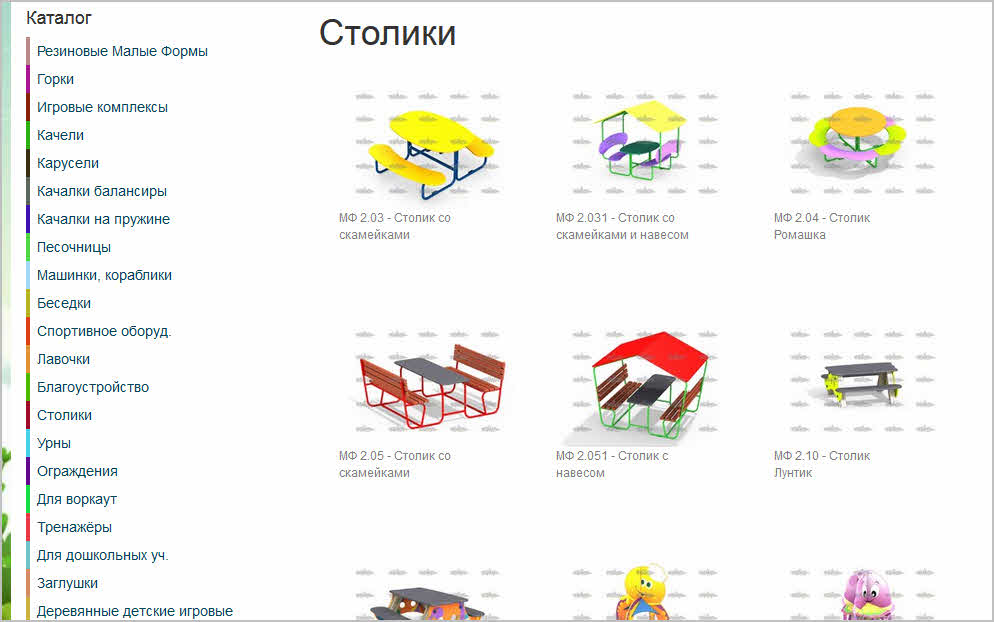 Каталог
Резиновые Малые Формы
Горки
Игровые комплексы
Качели
Карусели
Качалки балансиры
Качалки на пружине
Песочницы
Машинки, кораблики
Беседки
Спортивное оборуд.
Лавочки
Благоустройство
Столики
Урны
Ограждения
Для воркаут
Тренажёры
Для дошкольных уч.
Заглушки
Деревянные детские игровые
Столики
МФ 2.03 - Столик со
скамейками
МФ 2.031 - Столик со
скамейками и навесом
МФ 2.04 - Столик
Ромашка
МФ 2.05 - Столик со
скамейками
МФ 2.051 - Столик с
навесом
МФ 2.10 - Столик
Лунтик